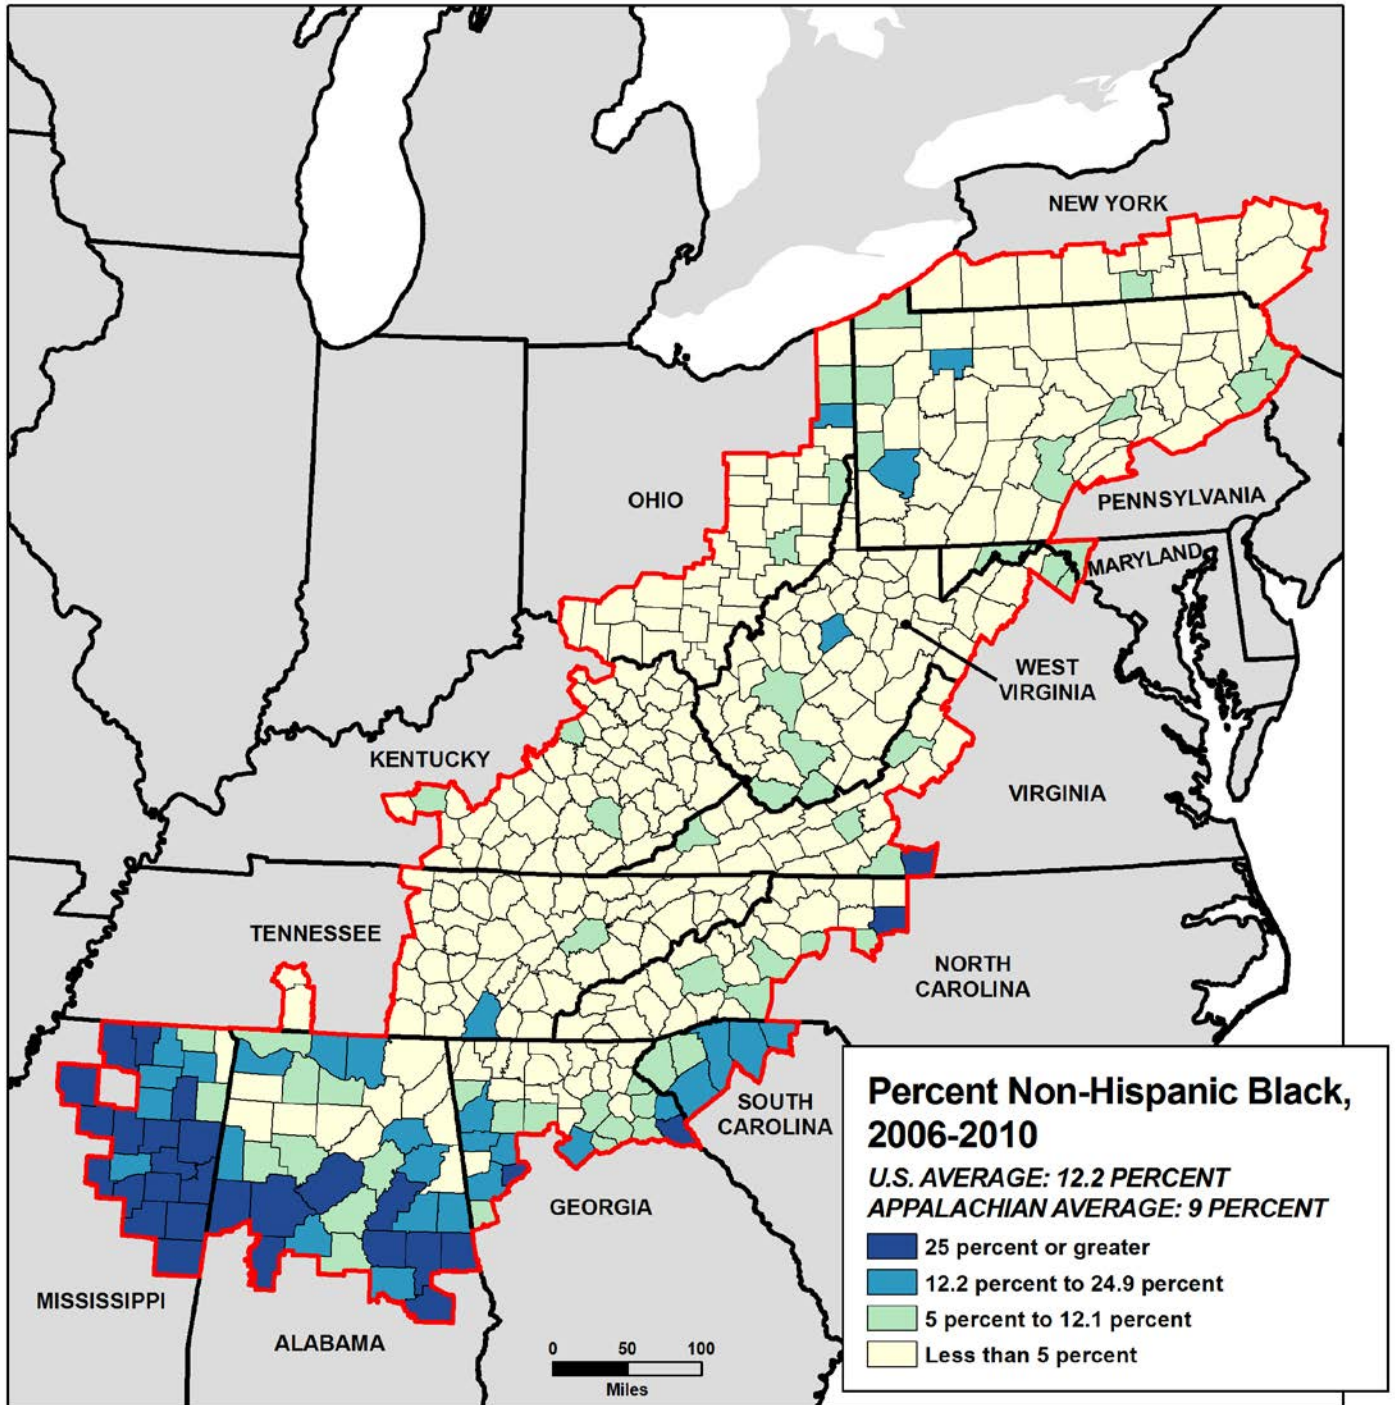 NEW YORK
OHIO
PENNSYLVANIA
MARYLAND
WEST
VIRGINIA
KENTUCKY
VIRGINIA
TENNESSEE
NORTH
CAROLINA
SOUTH
CAROLINA
GEORGIA
MISSISSIPPI
ALABAMA
0 50 100
Miles
Percent Non-Hispanic Black,
2006-2010
U.S. AVERAGE: 12.2 PERCENT
APPALACHIAN AVERAGE: 9 PERCENT
25 percent or greater
12.2 percent to 24.9 percent
5 percent to 12.1 percent
Less than 5 percent